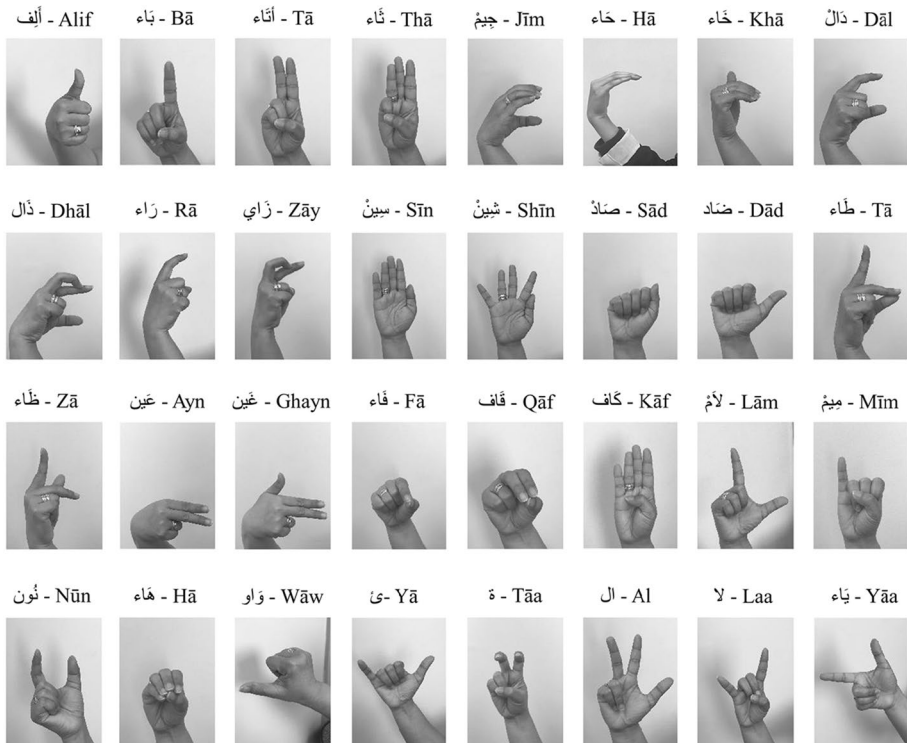 أَلِف - Alif بَاء - Bā أتَاء - Tā ثَاء - Thā جِيمْ - Jīm حَاء - Hā خَاء - Khā دَالْ - Dāl
ذَال - Dhāl رَاء - Rā زَاي - Zāy سِينْ - Sīn شِينْ - Shīn صَادْ - Sād ضَاد - Dād طَاء - Tā
ظَاء - Zā عَين - Ayn غَين - Ghayn فَاء - Fā قَاف - Qāf كَاف - Kāf لاَمْ - Lām مِيمْ - Mīm
نُون - Nūn هَاء - Hā وَاو - Wāw ئ - Yā ة - Tāa ال - Al لا - Laa يَاء - Yāa